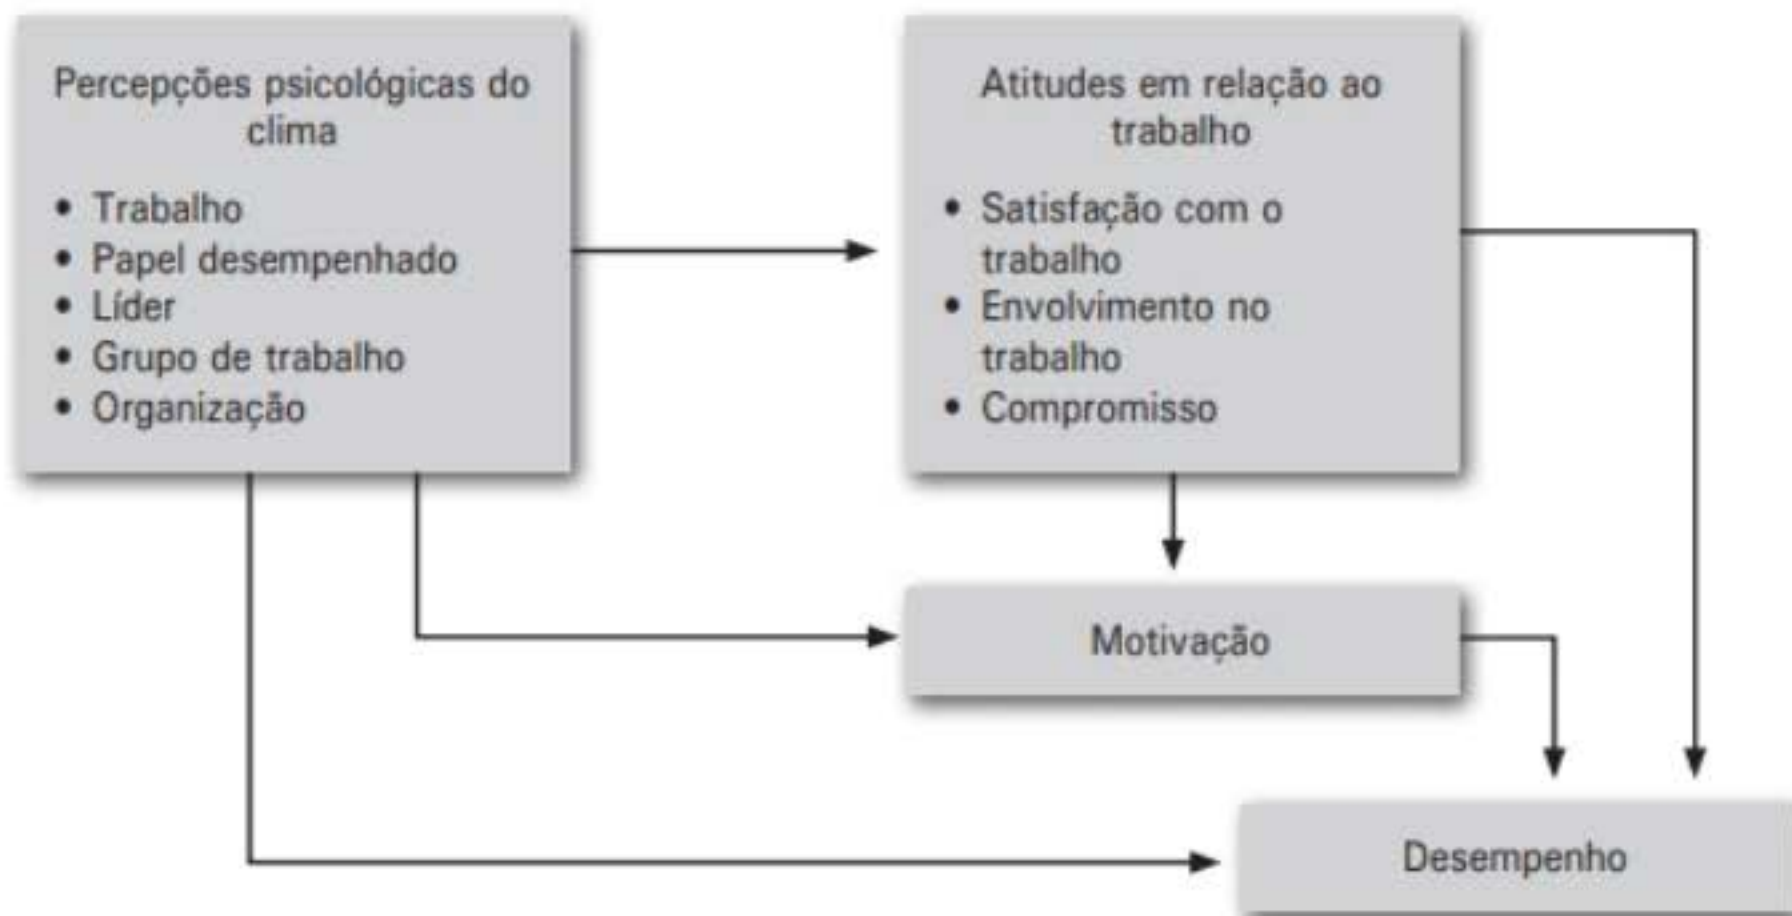 Percepções psicológicas do
clima
• Trabalho
• Papel desempenhado
• Líder
• Grupo de trabalho
• Organização
Atitudes em relação ao
trabalho
• Satisfação com o
trabalho
• Envolvimento no
trabalho
• Compromisso
Motivação
Desempenho